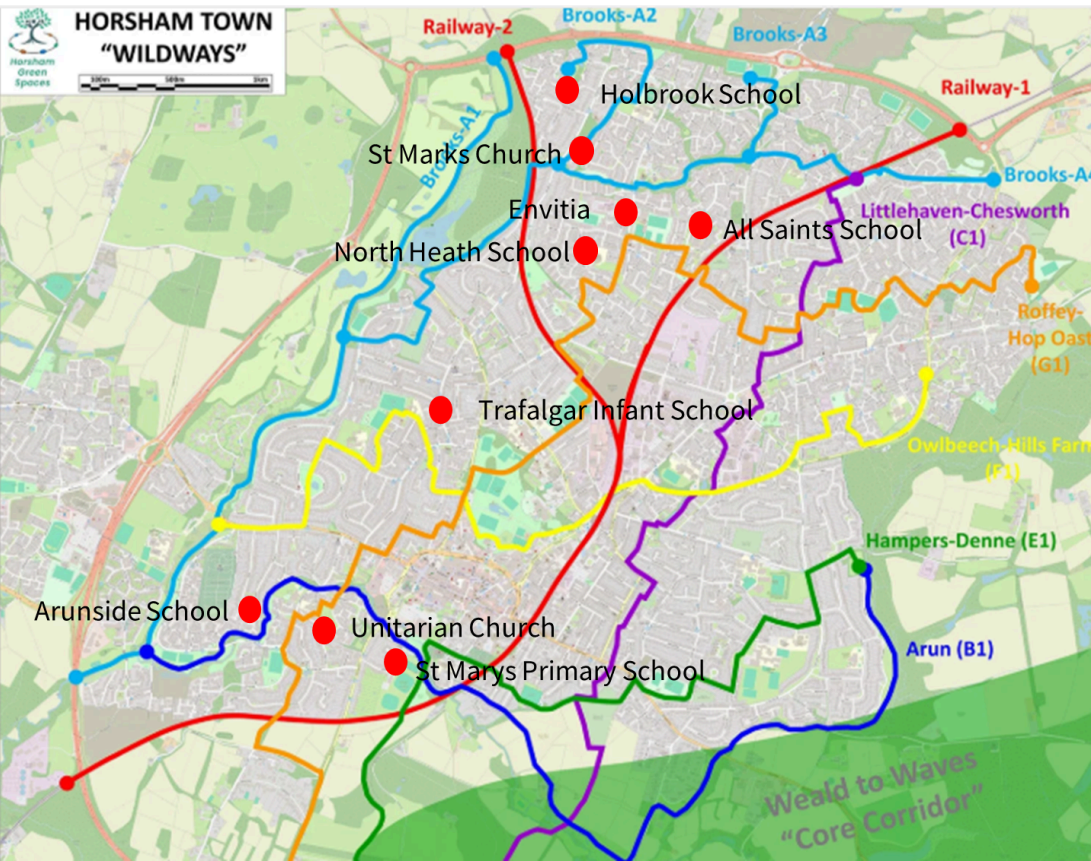 HORSHAM TOWN
“WILDWAYS”
Horsham
Green
Spaces
100m 500m 1km
Railway-2
Brooks-A2
Brooks-A3
Railway-1
Holbrook School
Brooks-A1
St Marks Church
Brooks-A4
Envitia
Littlehaven-Chesworth
(C1)
All Saints School
North Heath School
Roffey-
Hop Oast
(G1)
Trafalgar Infant School
Owlbeech-Hills Farm
(F1)
Hampers-Denne (E1)
Arunside School
Unitarian Church
Arun (B1)
St Marys Primary School
Weald to Waves
“Core Corridor”